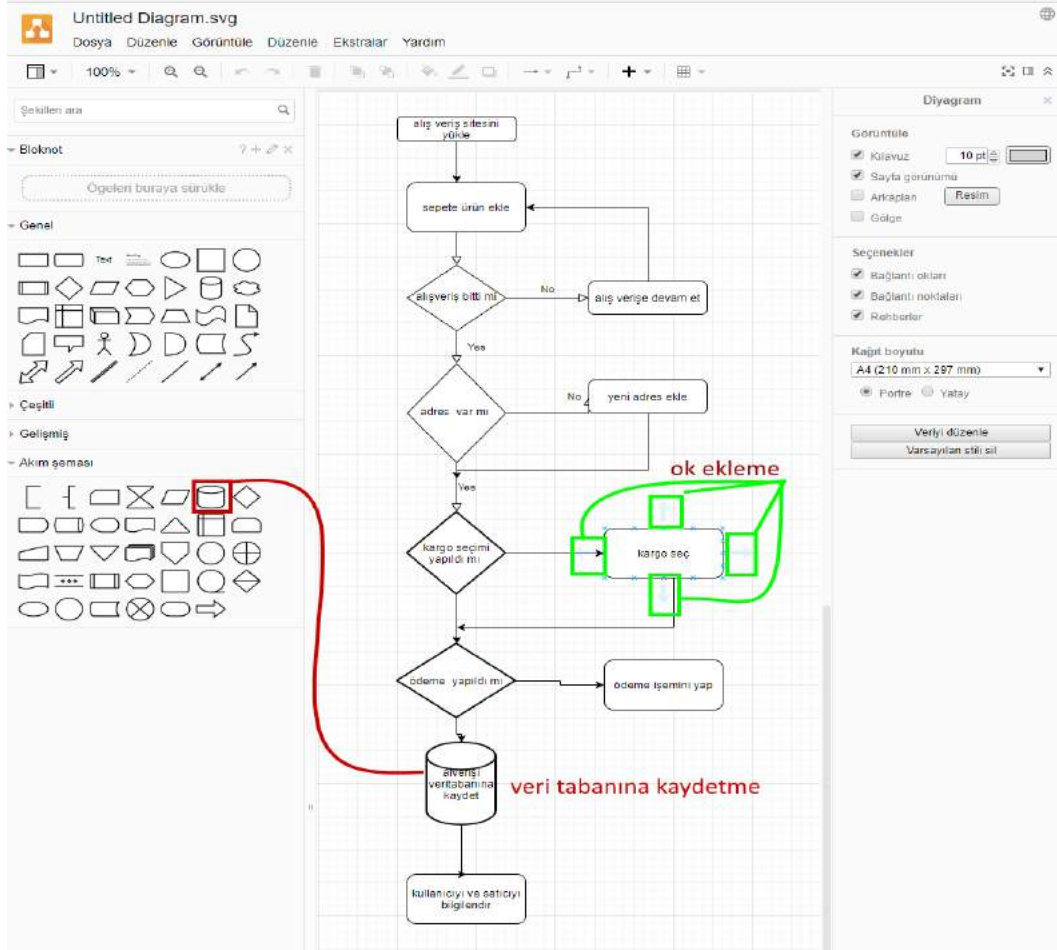 Untitled Diagram.svg
Dosya Düzenle Görüntüle Düzenle Ekstralar Yardım
100%
Şekilleri ara
Bloknot
Ögeleri buraya sürükle
Genel
Text
Çeşitli
Gelişmiş
Akım şeması
alış veriş sitesini
yükle
sepete ürün ekle
alışveriş bitti mi
No
alış verişe devam et
Yes
adres var mı
No
yeni adres ekle
Yes
ok ekleme
kargo seçimi
yapıldı mı
kargo seç
ödeme yapıldı mı
ödeme işemini yap
alverişi
veritabanına
kaydet
veri tabanına kaydetme
kullanıcıyı ve satıcıyı
bilgilendir
Diyagram
Görüntüle
Kılavuz 10 pt
Sayfa görünümü
Arkaplan Resim
Gölge
Seçenekler
Bağlantı okları
Bağlantı noktaları
Rehberler
Kağıt boyutu
A4 (210 mm x 297 mm)
Portre Yatay
Veriyi düzenle
Varsayılan stili sil